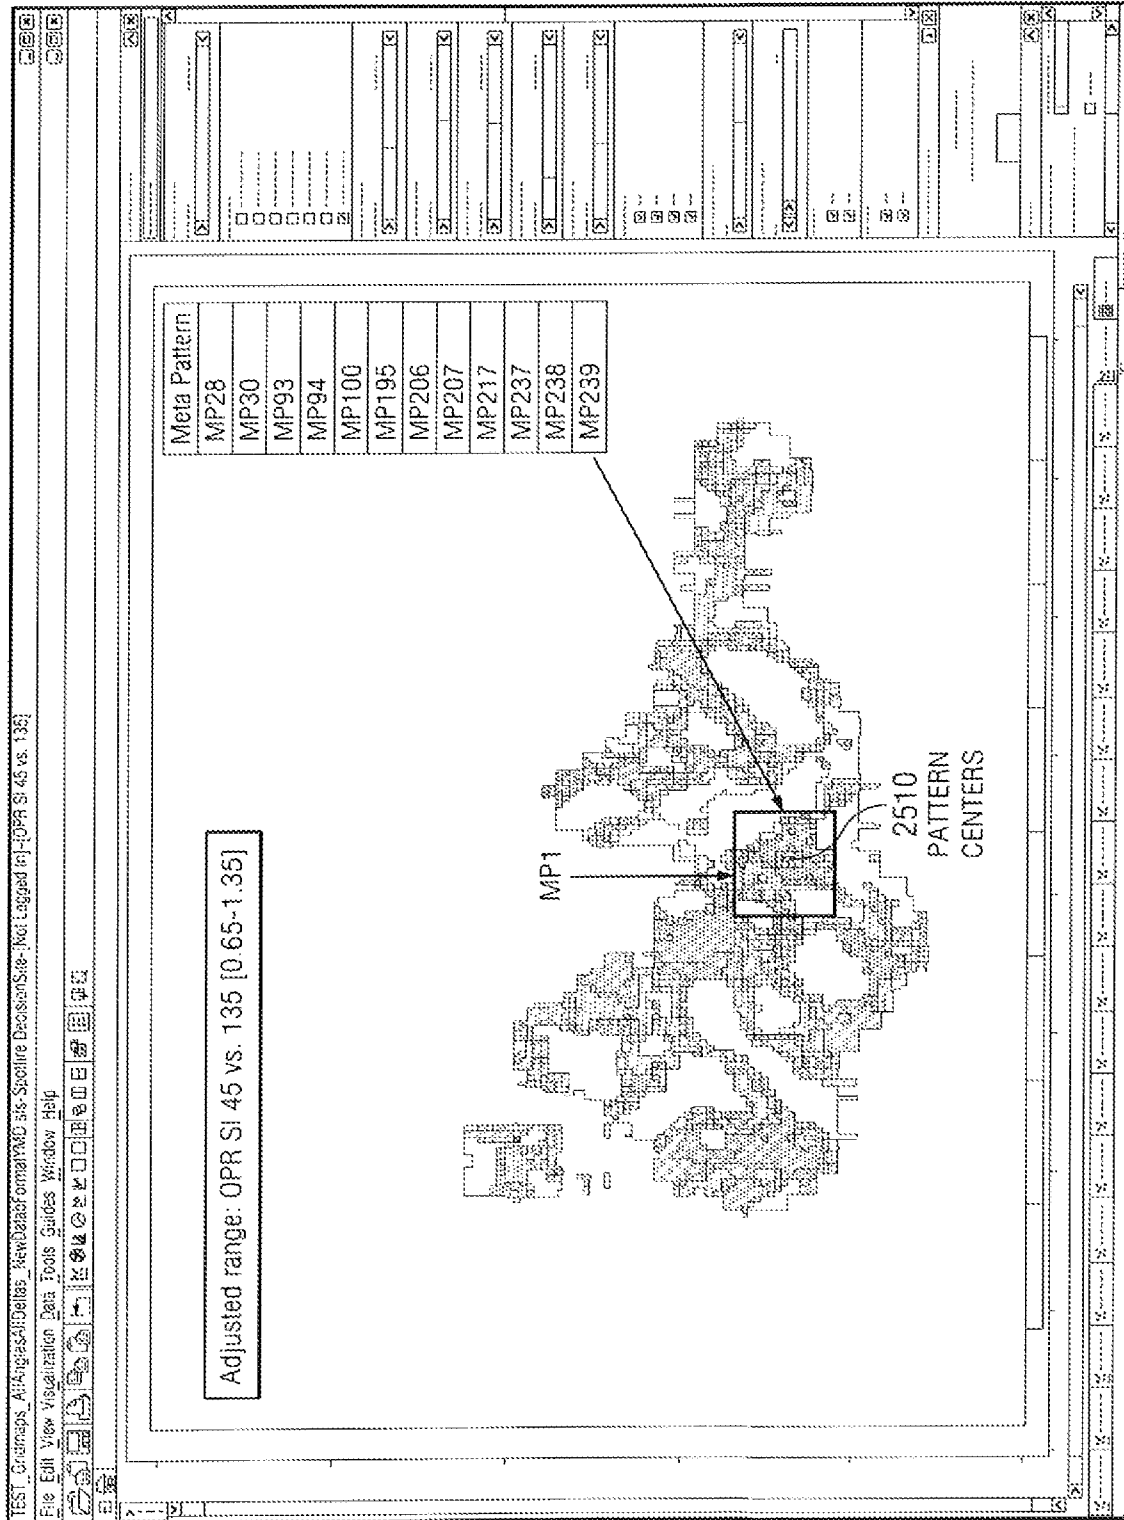 TEST_Gridmaps_AllAnglesAllDeltas_NewDataFormatYMD sis-Spotfire DecisionSite-[Not Logged In]-[OPR SI 45 vs. 135]
File Edit View Visualization Data Tools Guides Window Help
Adjusted range: OPR SI 45 vs. 135 [0.65-1.35]
Meta Pattern
MP28
MP30
MP93
MP94
MP100
MP195
MP206
MP207
MP217
MP237
MP238
MP239
MP1
2510
PATTERN
CENTERS